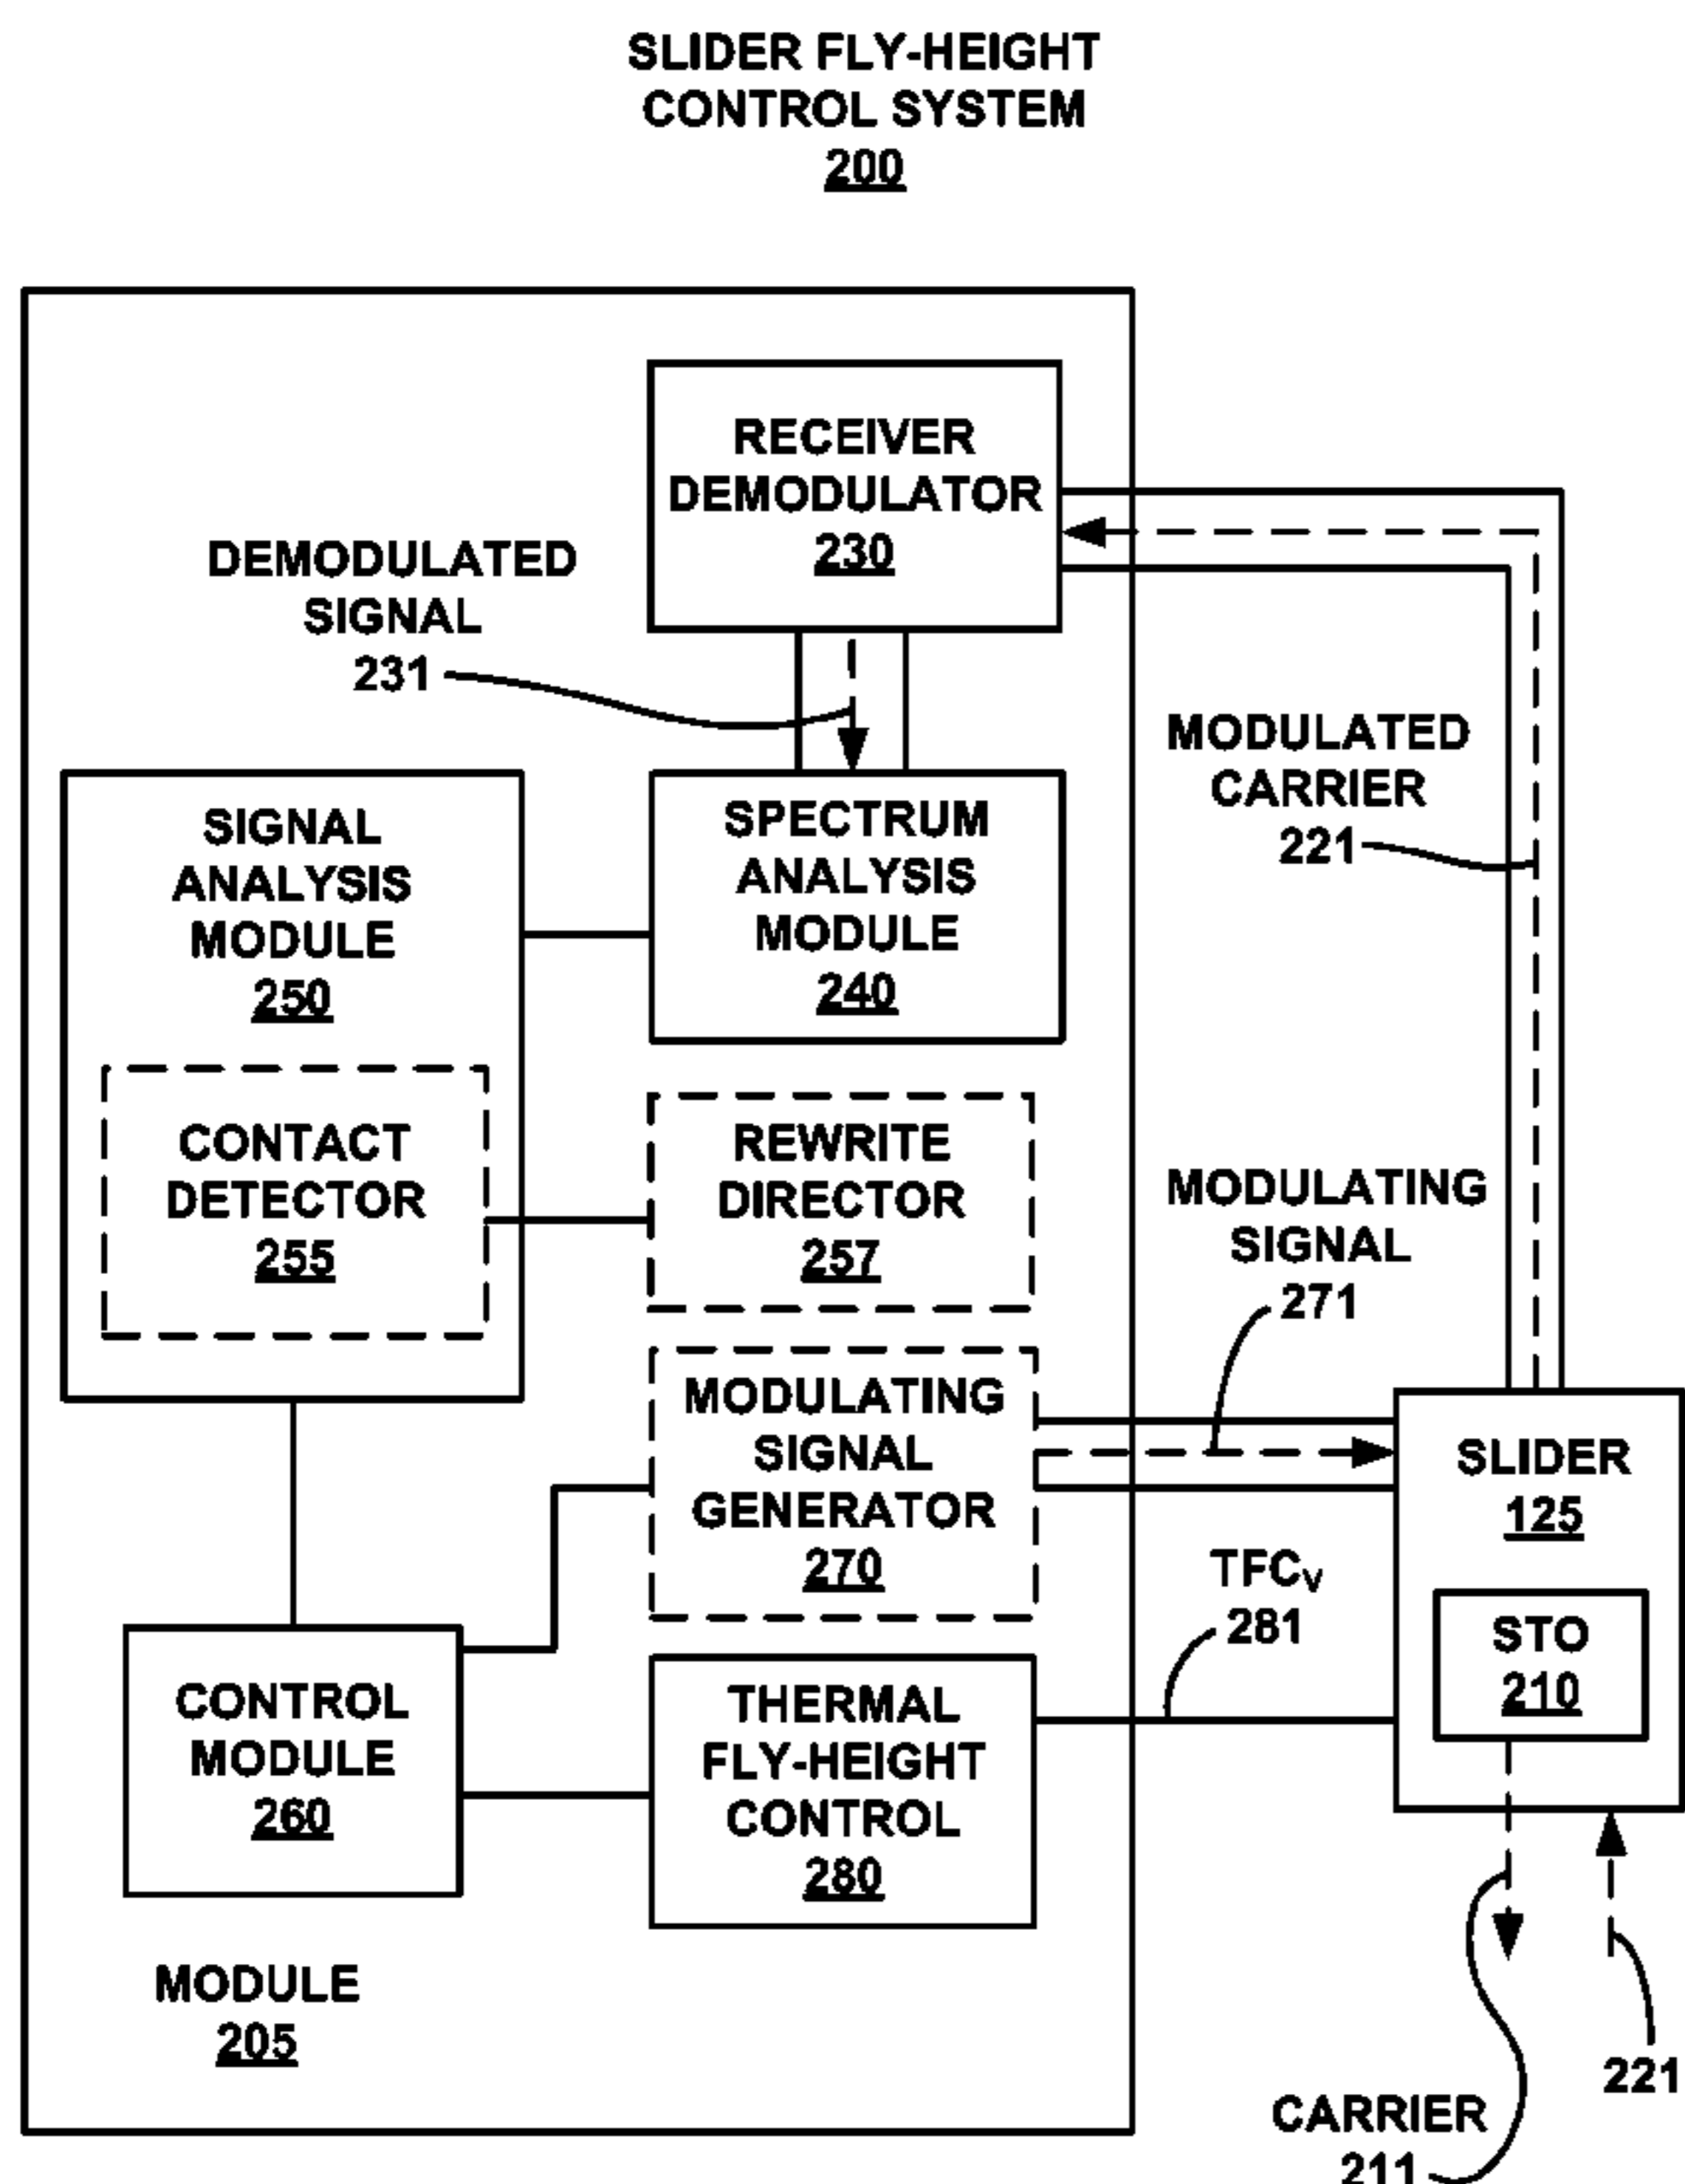 SLIDER FLY-HEIGHT
CONTROL SYSTEM
200
RECEIVER
DEMODULATOR
230
DEMODULATED
SIGNAL
231
MODULATED
CARRIER
221
SIGNAL
ANALYSIS
MODULE
250
SPECTRUM
ANALYSIS
MODULE
240
CONTACT
DETECTOR
255
REWRITE
DIRECTOR
257
MODULATING
SIGNAL
271
MODULATING
SIGNAL
GENERATOR
270
SLIDER
125
TFCV
281
STO
210
CONTROL
MODULE
260
THERMAL
FLY-HEIGHT
CONTROL
280
MODULE
205
221
CARRIER
211